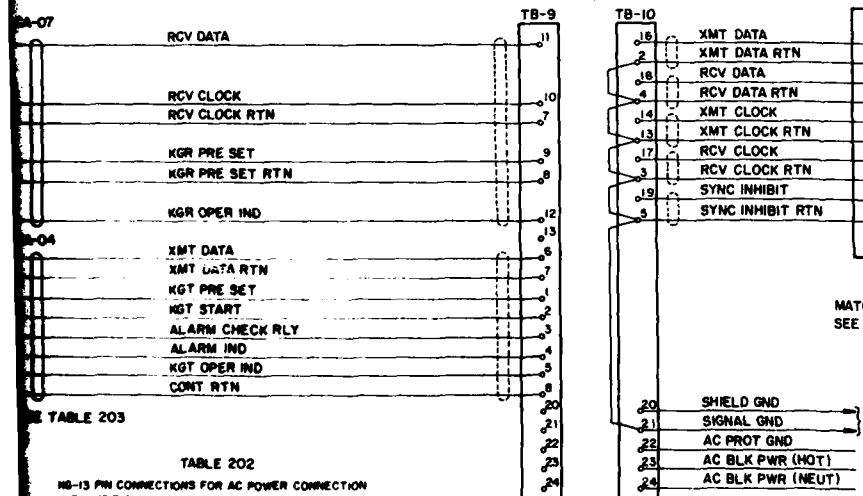 A-07
TB-9
RCV DATA 11
RCV CLOCK 10
RCV CLOCK RTN 7
KGR PRE SET 9
KGR PRE SET RTN 8
KGR OPER IND 12
13
-04
XMT DATA 6
XMT DATA RTN 7
KGT PRE SET 1
KGT START 2
ALARM CHECK RLY 3
ALARM IND 4
KGT OPER IND 5
CONT RTN 8
20
21
22
23
24
TABLE 203
TABLE 202
PIN CONNECTIONS FOR AC POWER CONNECTION
TB-10
16 XMT DATA
2 XMT DATA RTN
18 RCV DATA
4 RCV DATA RTN
14 XMT CLOCK
13 XMT CLOCK RTN
17 RCV CLOCK
3 RCV CLOCK RTN
19 SYNC INHIBIT
5 SYNC INHIBIT RTN
SEE
20 SHIELD GND
21 SIGNAL GND
22 AC PROT GND
23 AC BLK PWR (HOT)
24 AC BLK PWR (NEUT)